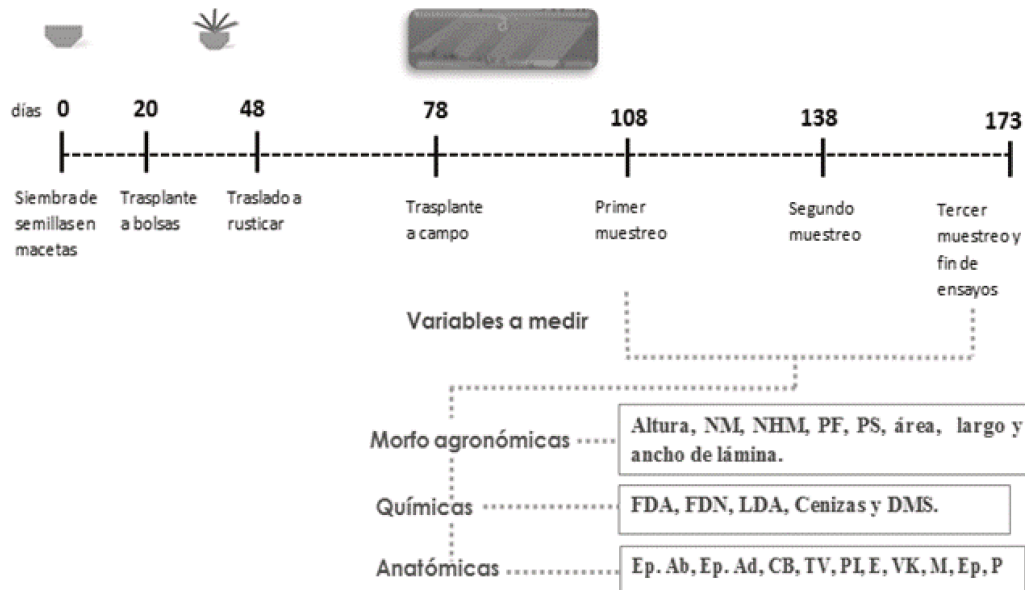 días 0 20 48 78 108 138 173
Siembra de
semillas en
macetas
Trasplante
a bolsas
Traslado a
rusticar
Trasplante
a campo
Primer
muestreo
Segundo
muestreo
Tercer
muestreo y
fin de
ensayos
Variables a medir
Morfo agronómicas
Altura, NM, NHM, PF, PS, área, largo y
ancho de lámina.
Químicas
FDA, FDN, LDA, Cenizas y DMS.
Anatómicas
Ep. Ab, Ep. Ad, CB, TV, PI, E, VK, M, Ep, P